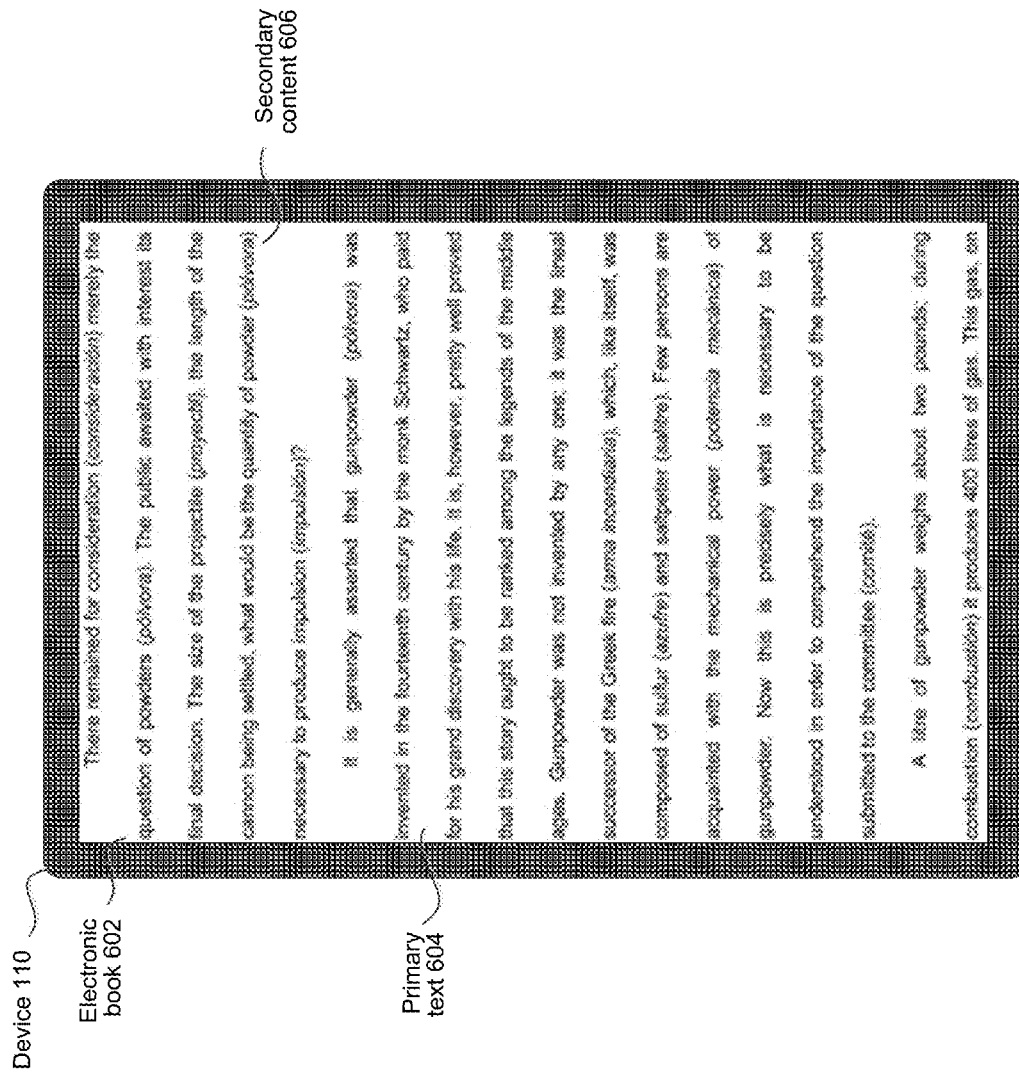 Device 110
Electronic
book 602
Primary
text 604
Secondary
content 606
There remained for consideration (consideración) merely the
question of powders (pólvora). The public awaited with interest its
final decision. The size of the projectile (proyectil), the length of the
cannon being settled, what would be the quantity of powder (pólvora)
necessary to produce impulsion (impulsión)?
It is generally asserted that gunpowder (pólvora) was
invented in the fourteenth century by the monk Schwartz, who paid
for his grand discovery with his life. It is, however, pretty well proved
that this story ought to be ranked among the legends of the middle
ages. Gunpowder was not invented by any one; it was the lineal
successor of the Greek fire (arma incendiaria), which, like itself, was
composed of sulfur (azufre) and saltpeter (salitre). Few persons are
acquainted with the mechanical power (potencia mecánica) of
gunpowder. Now this is precisely what is necessary to be
understood in order to comprehend the importance of the question
submitted to the committee (comité).
A litre of gunpowder weighs about two pounds; during
combustion (combustión) it produces 400 litres of gas. This gas, on